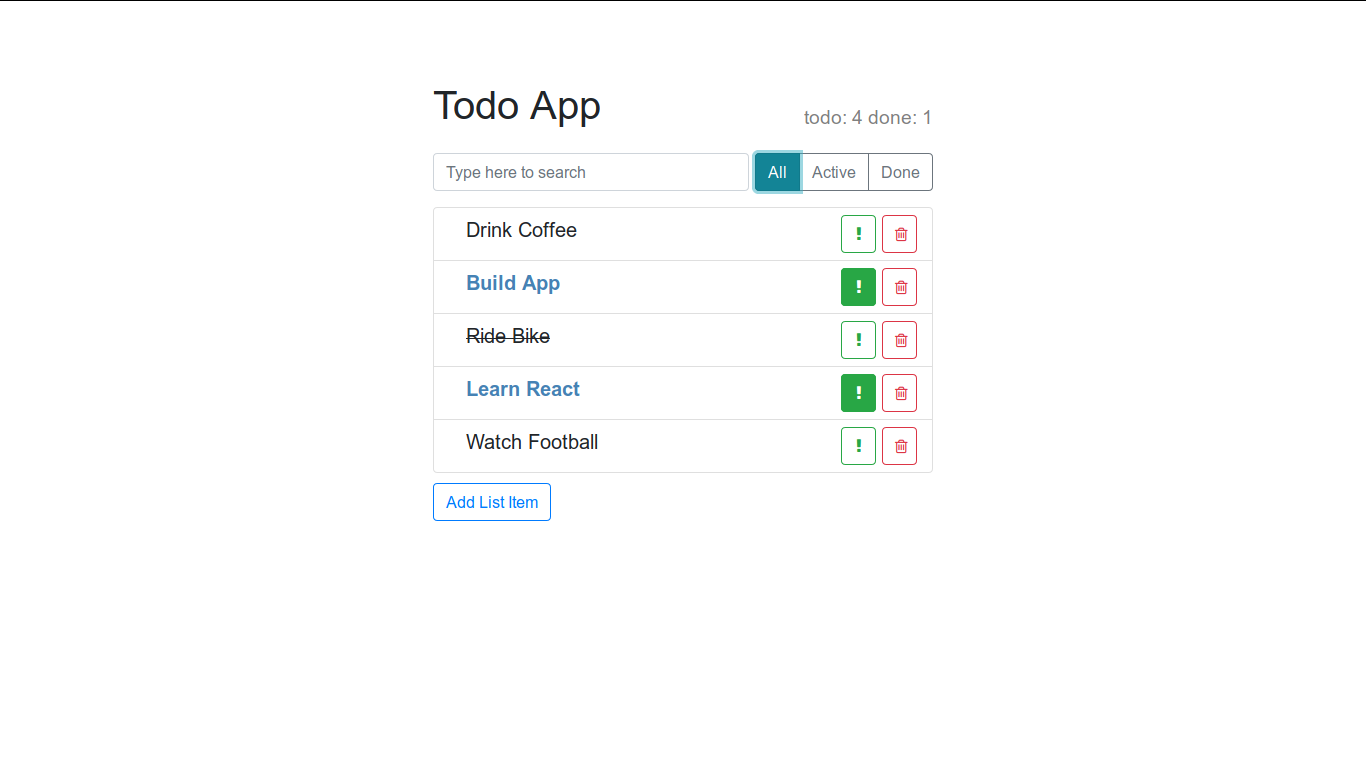 Todo App
todo: 4 done: 1
Type here to search
All
Active
Done
Drink Coffee
Build App
Ride Bike
Learn React
Watch Football
Add List Item